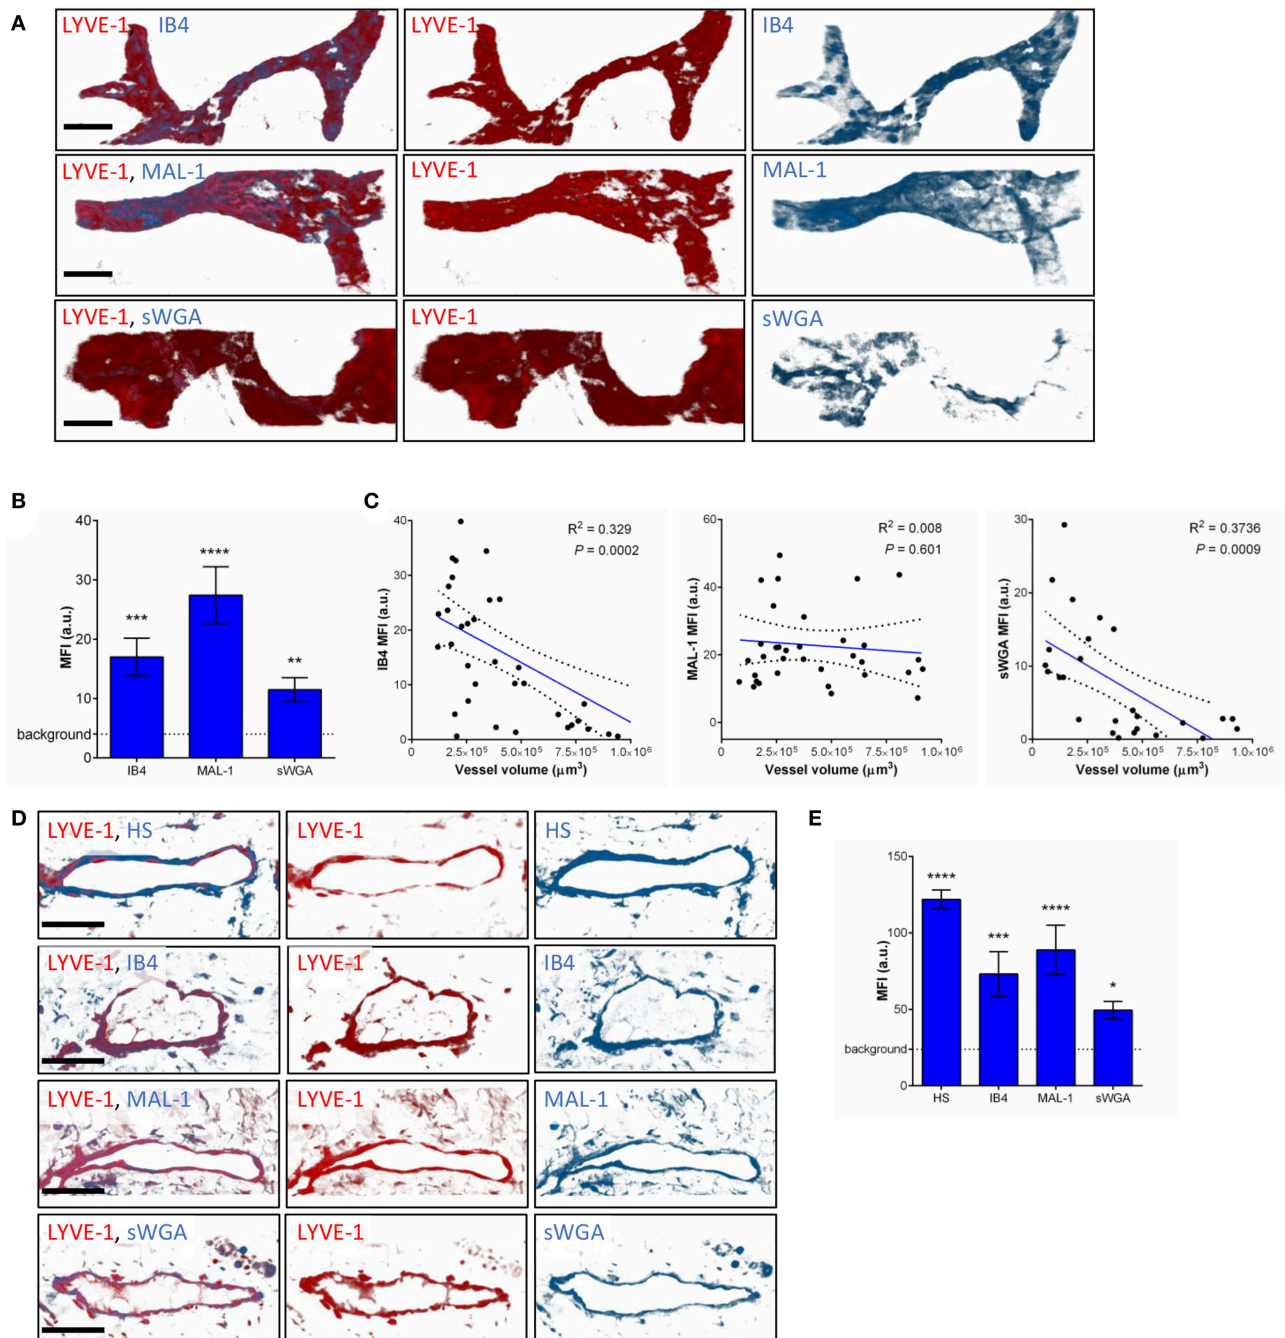 A
LYVE-1, IB4
LYVE-1
IB4
LYVE-1, MAL-1
LYVE-1
MAL-1
LYVE-1, sWGA
LYVE-1
sWGA
B
MFI (a.u.)
40
30
20
10
0
background
***
****
**
IB4
MAL-1
sWGA
C
IB4 MFI (a.u.)
40
30
20
10
0
R² = 0.329
P = 0.0002
0
2.5×10⁵
5.0×10⁵
7.5×10⁵
1.0×10⁶
Vessel volume (μm³)
MAL-1 MFI (a.u.)
60
40
20
0
R² = 0.008
P = 0.601
0
2.5×10⁵
5.0×10⁵
7.5×10⁵
1.0×10⁶
Vessel volume (μm³)
sWGA MFI (a.u.)
30
20
10
0
R² = 0.3736
P = 0.0009
0
2.5×10⁵
5.0×10⁵
7.5×10⁵
1.0×10⁶
Vessel volume (μm³)
D
LYVE-1, HS
LYVE-1
HS
LYVE-1, IB4
LYVE-1
IB4
LYVE-1, MAL-1
LYVE-1
MAL-1
LYVE-1, sWGA
LYVE-1
sWGA
E
MFI (a.u.)
150
100
50
background
0
****
***
****
*
HS
IB4
MAL-1
sWGA